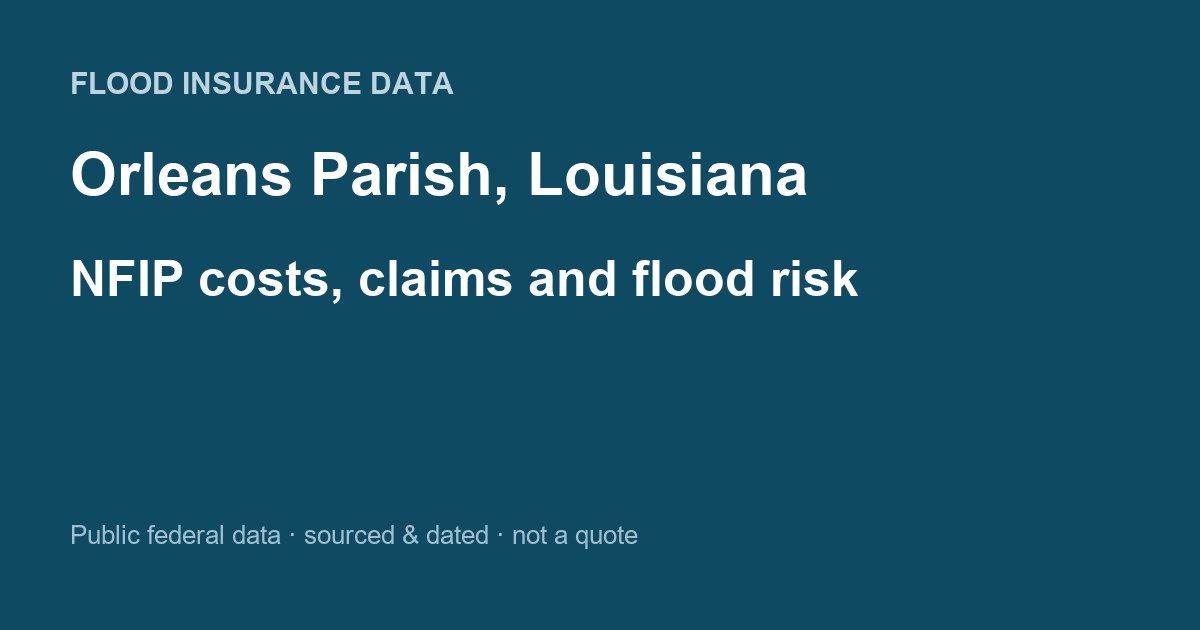 FLOOD INSURANCE DATA
Orleans Parish, Louisiana
NFIP costs, claims and flood risk
Public federal data · sourced & dated · not a quote